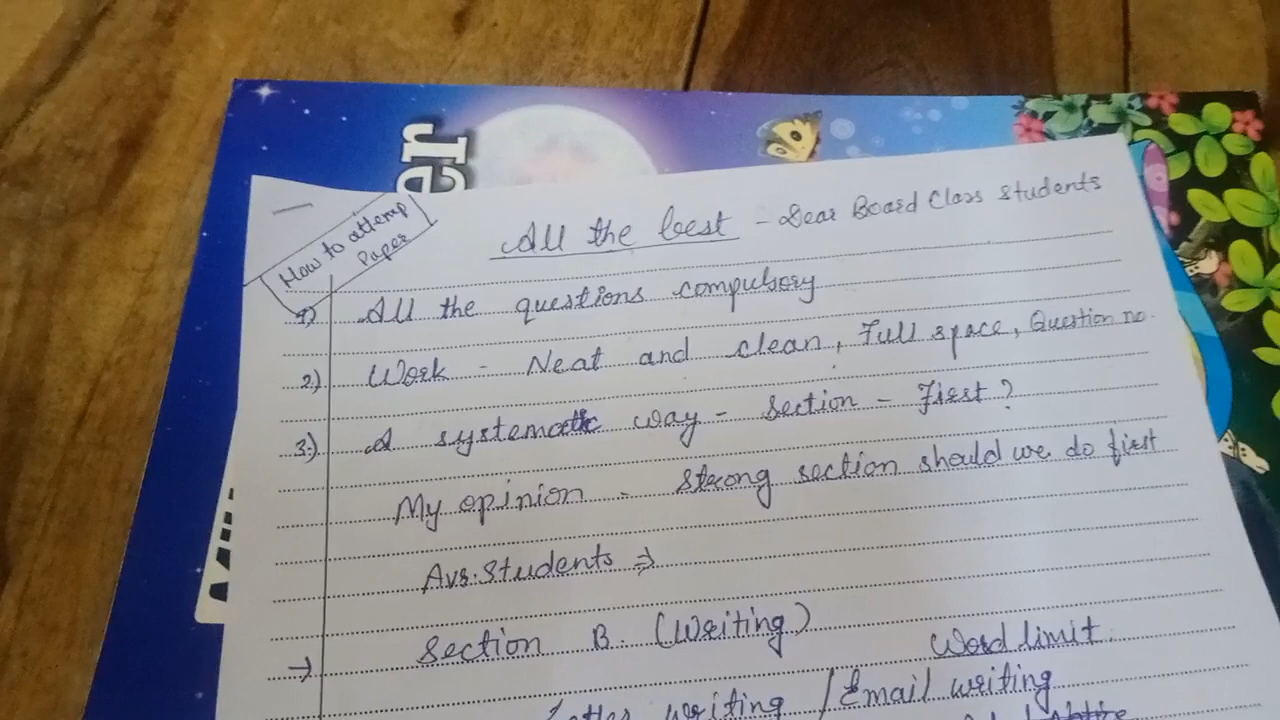 er
How to attemp
Paper
All the best - Dear Board Class students
1) All the questions compulsory
2.) Work - Neat and clean, Full space, Question no.
3.) A systematic way - Section - First ?
My opinion - Strong section should we do first
Avg. Students ⇒
→ Section B. (Writing)
Word limit.
Letter writing / Email writing